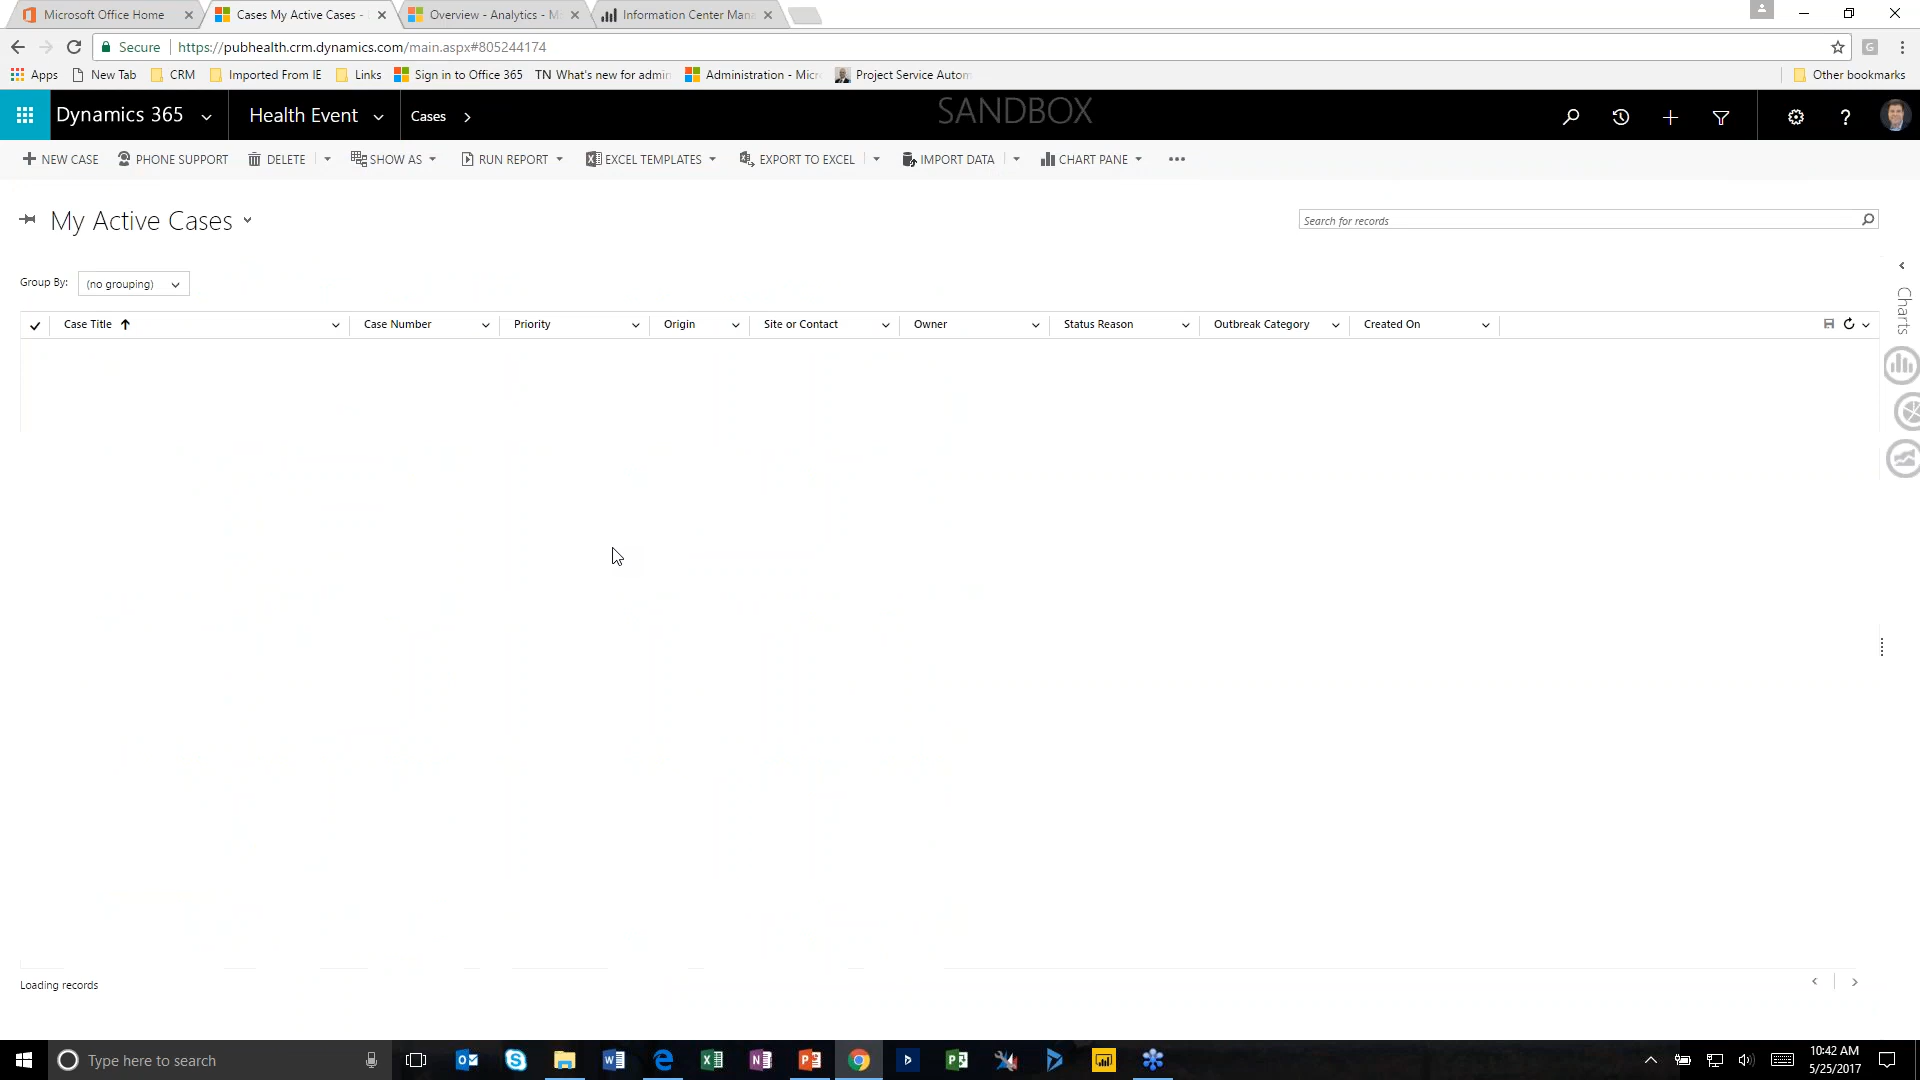 Microsoft Office Home
Cases My Active Cases -
Overview - Analytics - M
Information Center Man
Secure
https://pubhealth.crm.dynamics.com/main.aspx#805244174
Apps
New Tab
CRM
Imported From IE
Links
Sign in to Office 365
TN What's new for admin
Administration - Micr
Project Service Autom
Other bookmarks
Dynamics 365
Health Event
Cases
SANDBOX
NEW CASE
PHONE SUPPORT
DELETE
SHOW AS
RUN REPORT
EXCEL TEMPLATES
EXPORT TO EXCEL
IMPORT DATA
CHART PANE
My Active Cases
Search for records
Group By:
(no grouping)
Charts
Case Title
Case Number
Priority
Origin
Site or Contact
Owner
Status Reason
Outbreak Category
Created On
Loading records
Type here to search
10:42 AM
5/25/2017